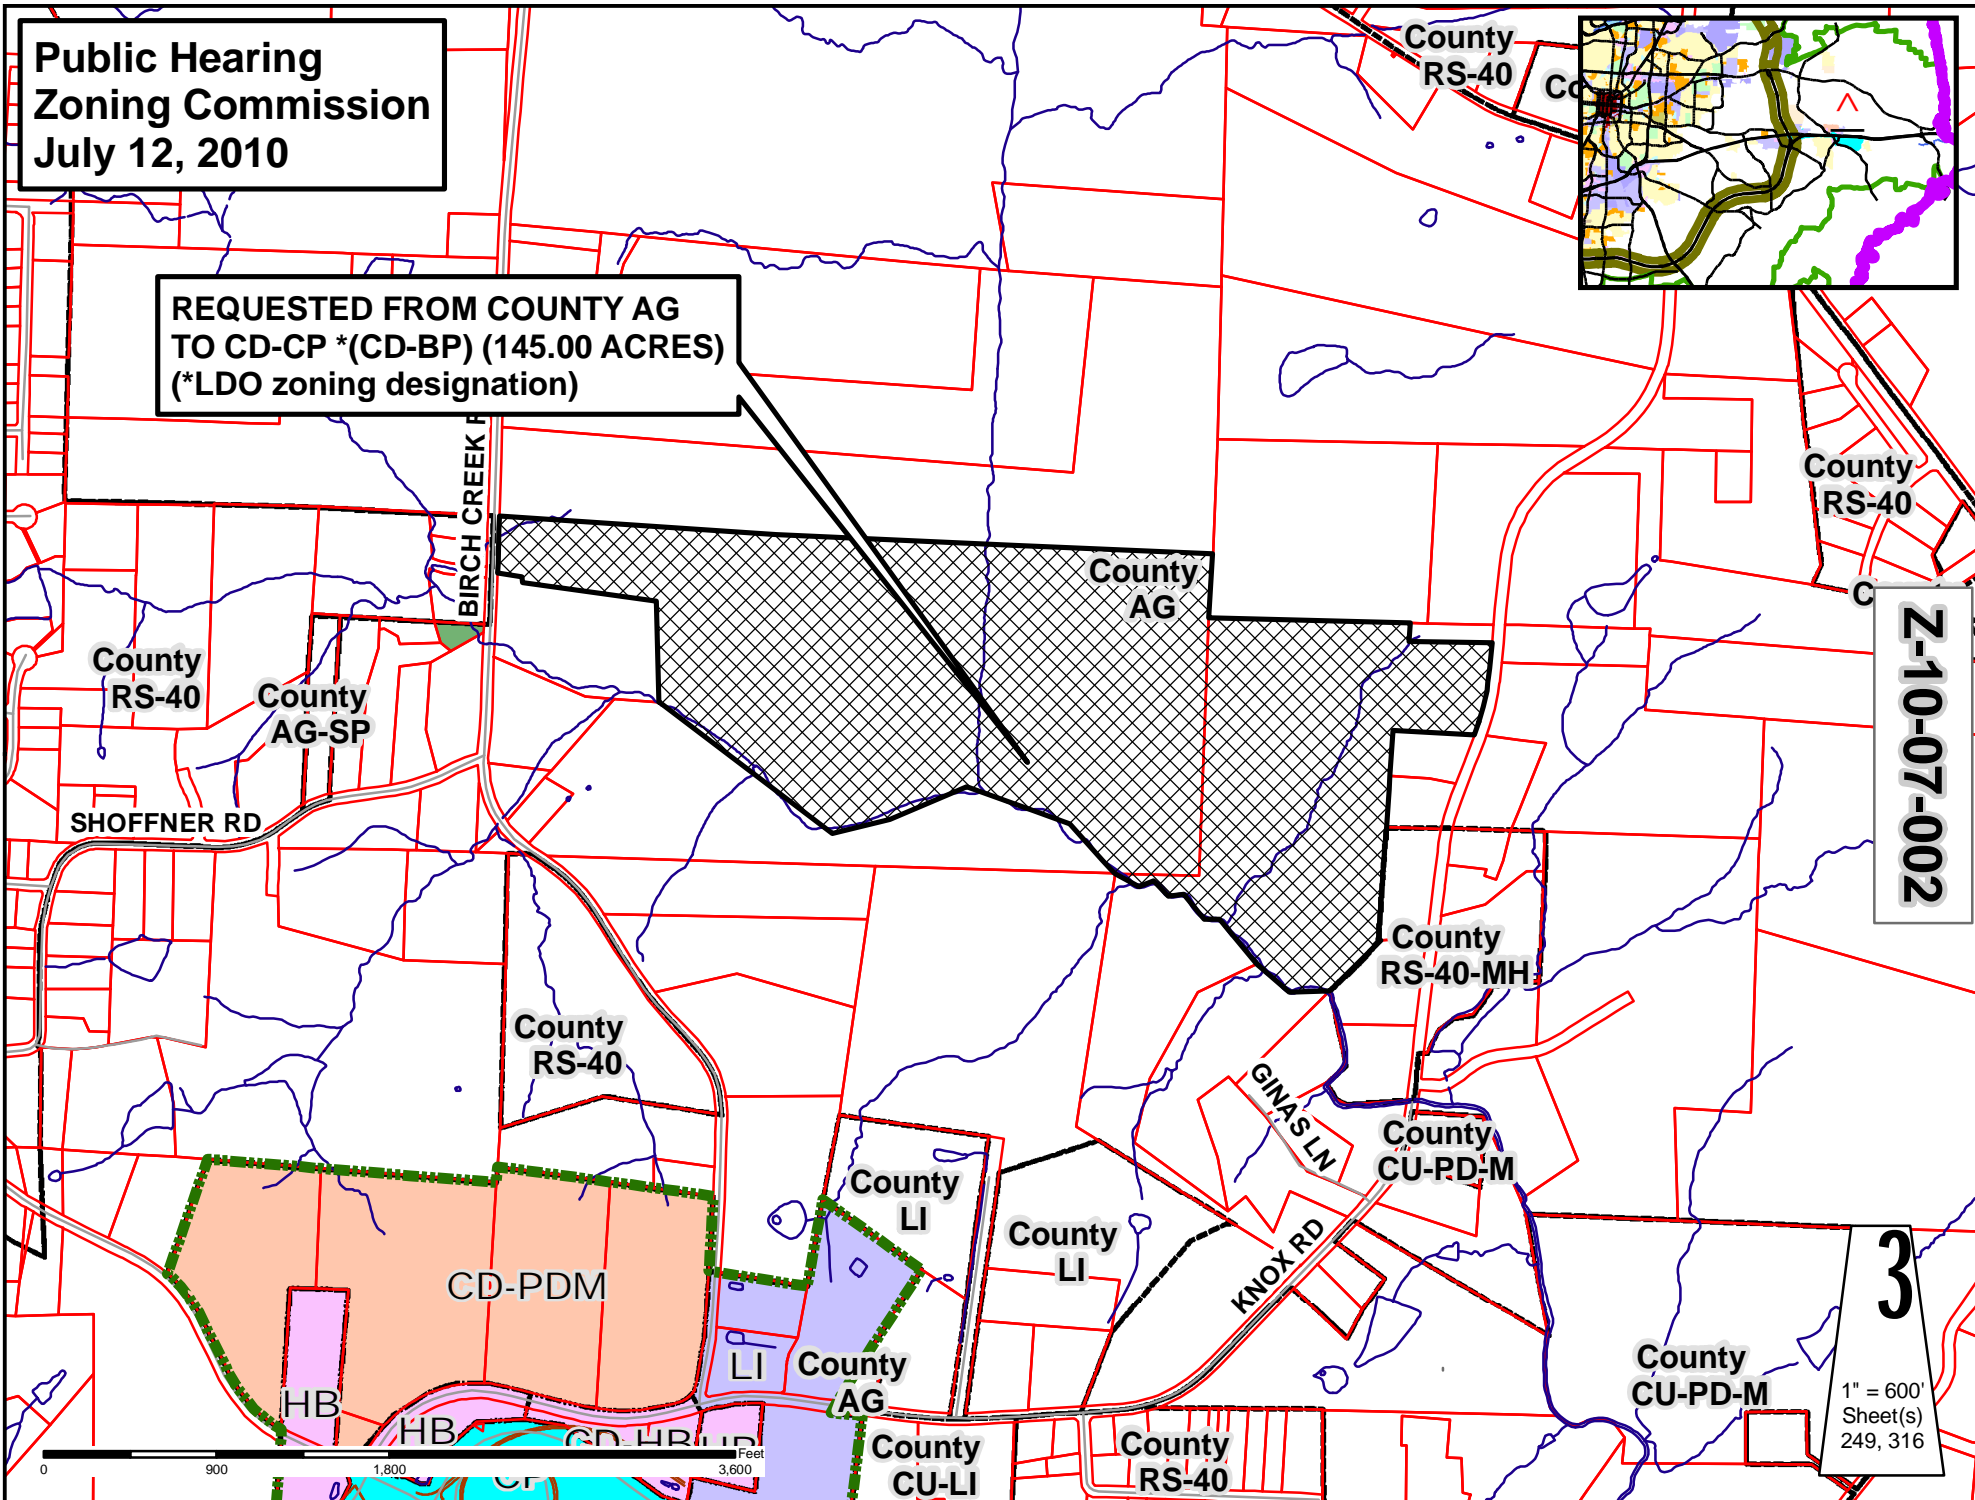 Public Hearing
Zoning Commission
July 12, 2010
County
RS-40
REQUESTED FROM COUNTY AG
TO CD-CP *(CD-BP) (145.00 ACRES)
(*LDO zoning designation)
BIRCH CREEK
County
RS-40
County
AG
Z-10-07-002
County
RS-40
County
AG-SP
SHOFFNER RD
County
RS-40-MH
County
RS-40
GINAS LN
County
CU-PD-M
County
LI
County
LI
KNOX RD
CD-PDM
LI
County
AG
County
CU-PD-M
3
1" = 600'
Sheet(s)
249, 316
HB
HB
CD-HB
HB
CP
County
CU-LI
County
RS-40
Feet
0
900
1,800
3,600